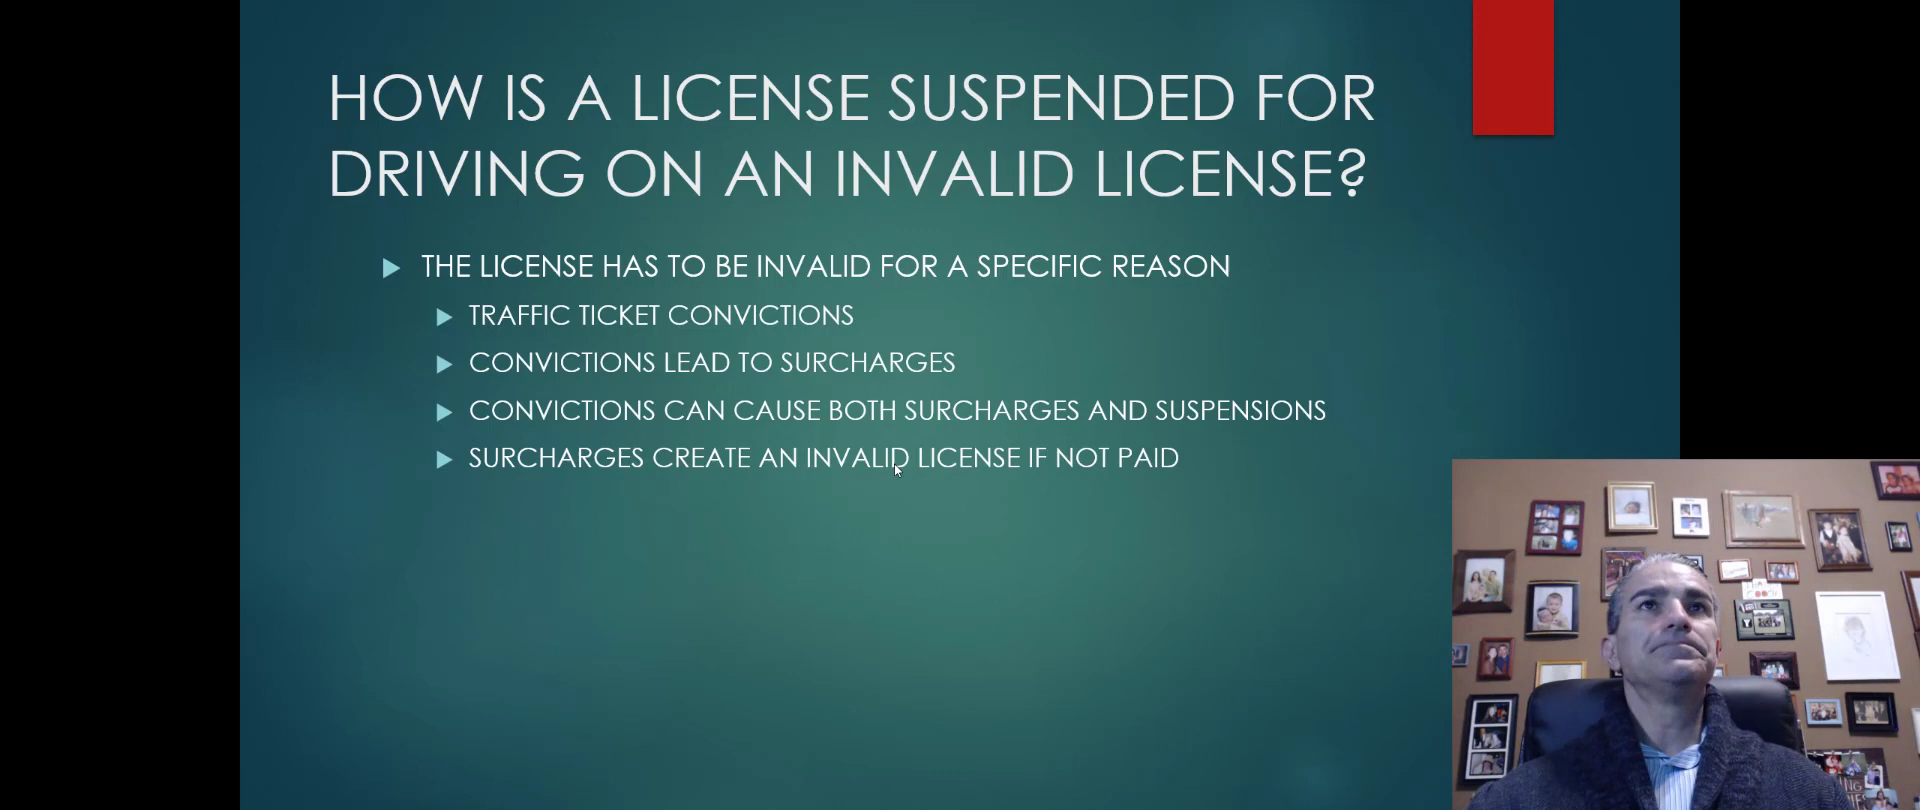 HOW IS A LICENSE SUSPENDED FOR
DRIVING ON AN INVALID LICENSE?
THE LICENSE HAS TO BE INVALID FOR A SPECIFIC REASON
TRAFFIC TICKET CONVICTIONS
CONVICTIONS LEAD TO SURCHARGES
CONVICTIONS CAN CAUSE BOTH SURCHARGES AND SUSPENSIONS
SURCHARGES CREATE AN INVALID LICENSE IF NOT PAID